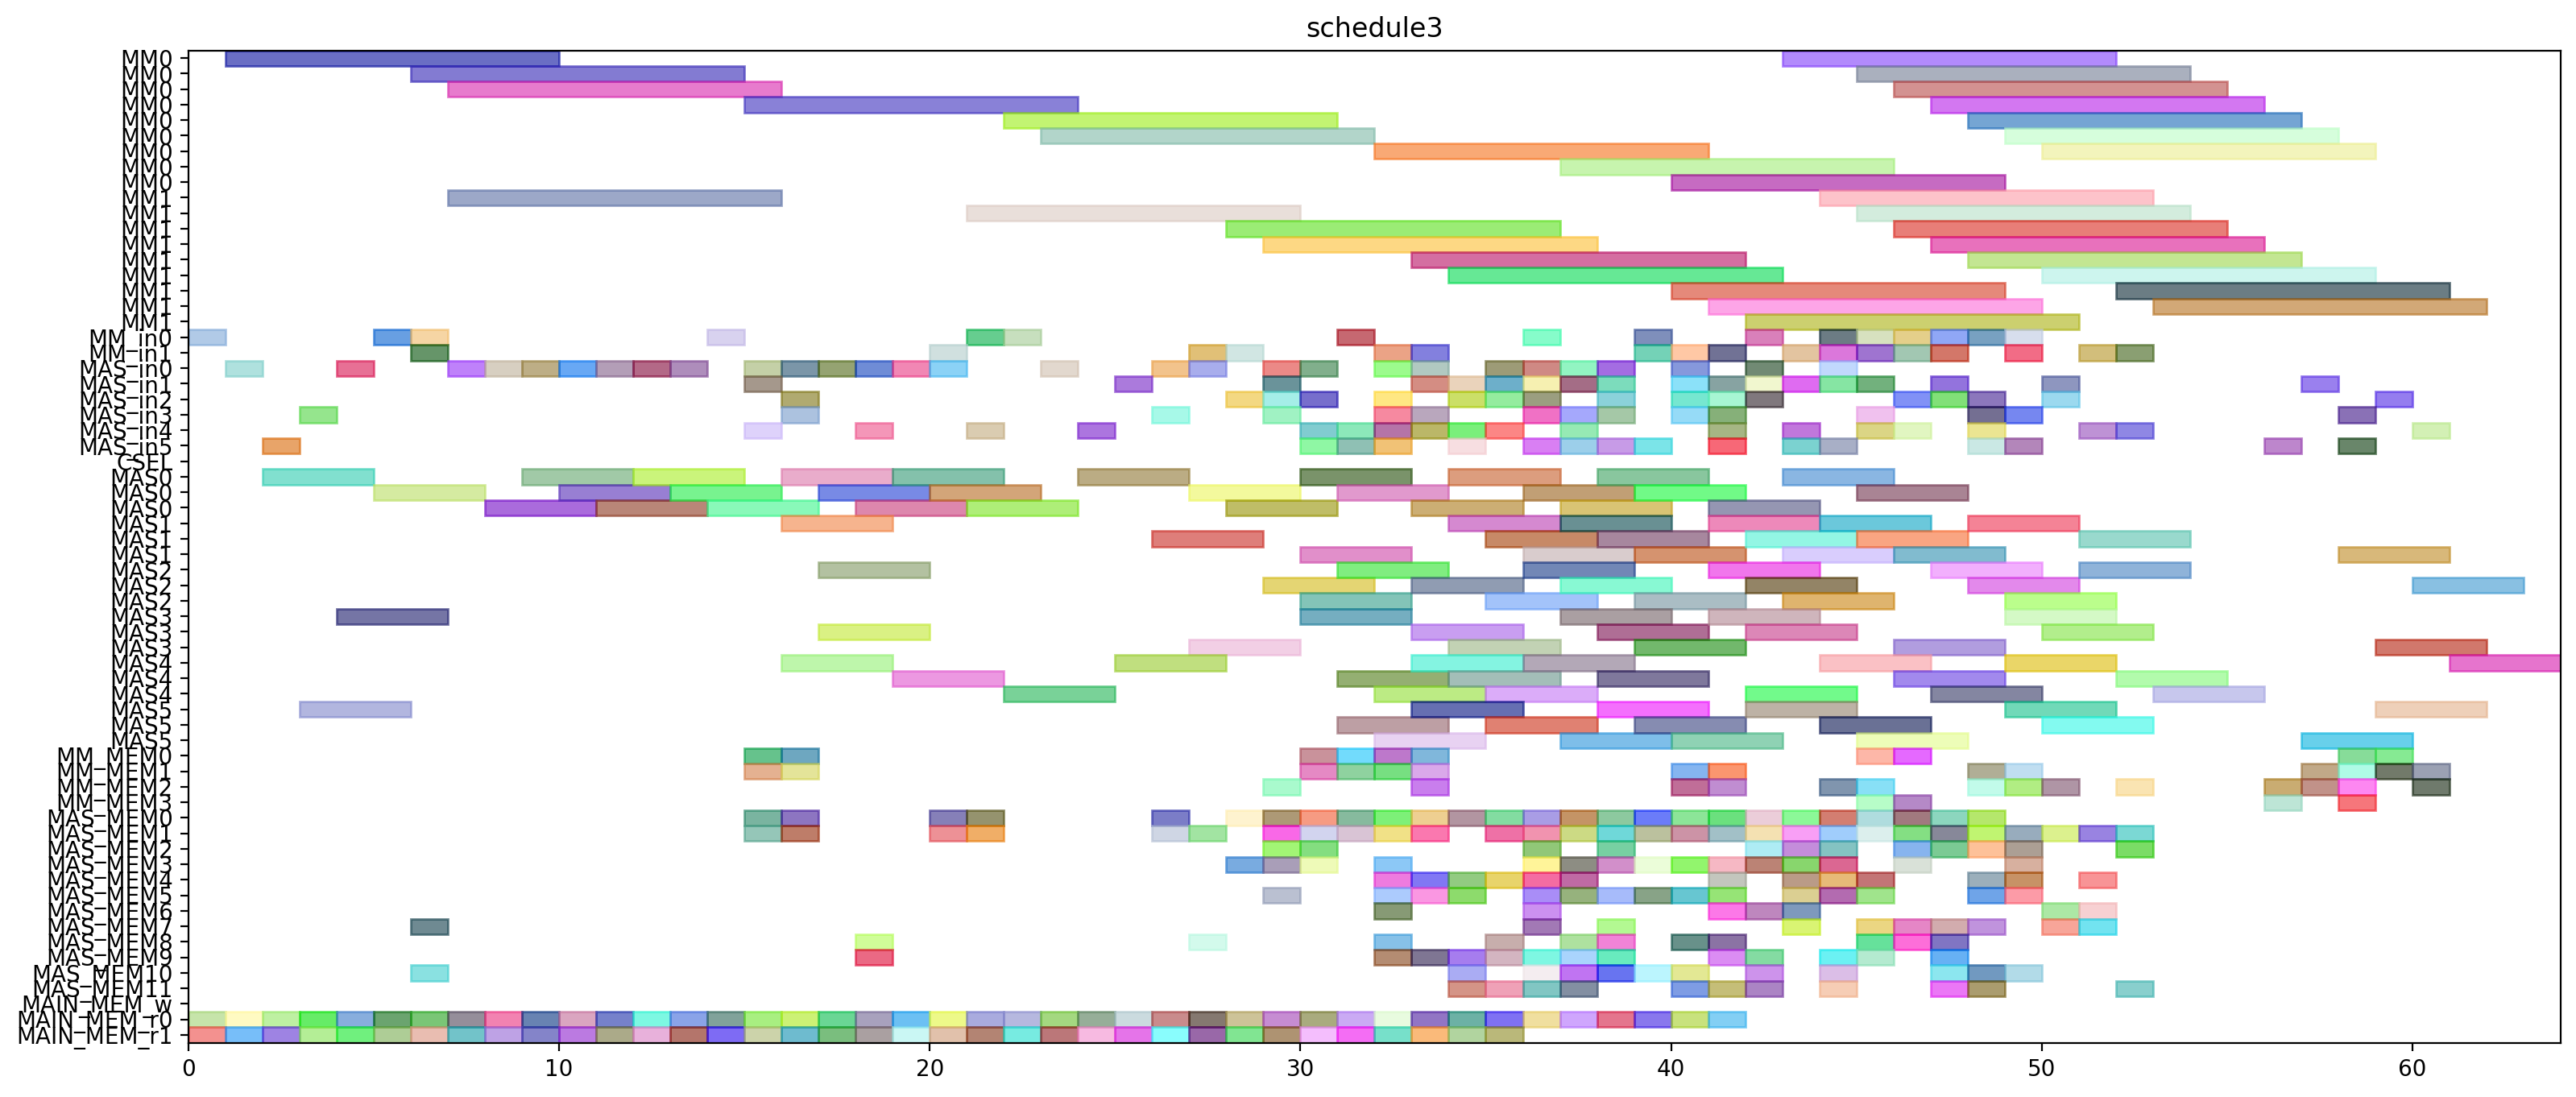 schedule3
MM0
MM0
MM0
MM0
MM0
MM0
MM0
MM0
MM0
MM1
MM1
MM1
MM1
MM1
MM1
MM1
MM1
MM1
MM_in0
MM_in1
MAS_in0
MAS_in1
MAS_in2
MAS_in3
MAS_in4
MAS_in5
CSEL
MAS0
MAS0
MAS0
MAS1
MAS1
MAS1
MAS2
MAS2
MAS2
MAS3
MAS3
MAS3
MAS4
MAS4
MAS4
MAS5
MAS5
MAS5
MM_MEM0
MM_MEM1
MM_MEM2
MM_MEM3
MAS_MEM0
MAS_MEM1
MAS_MEM2
MAS_MEM3
MAS_MEM4
MAS_MEM5
MAS_MEM6
MAS_MEM7
MAS_MEM8
MAS_MEM9
MAS_MEM10
MAS_MEM11
MAIN_MEM_w
MAIN_MEM_r0
MAIN_MEM_r1
0 10 20 30 40 50 60